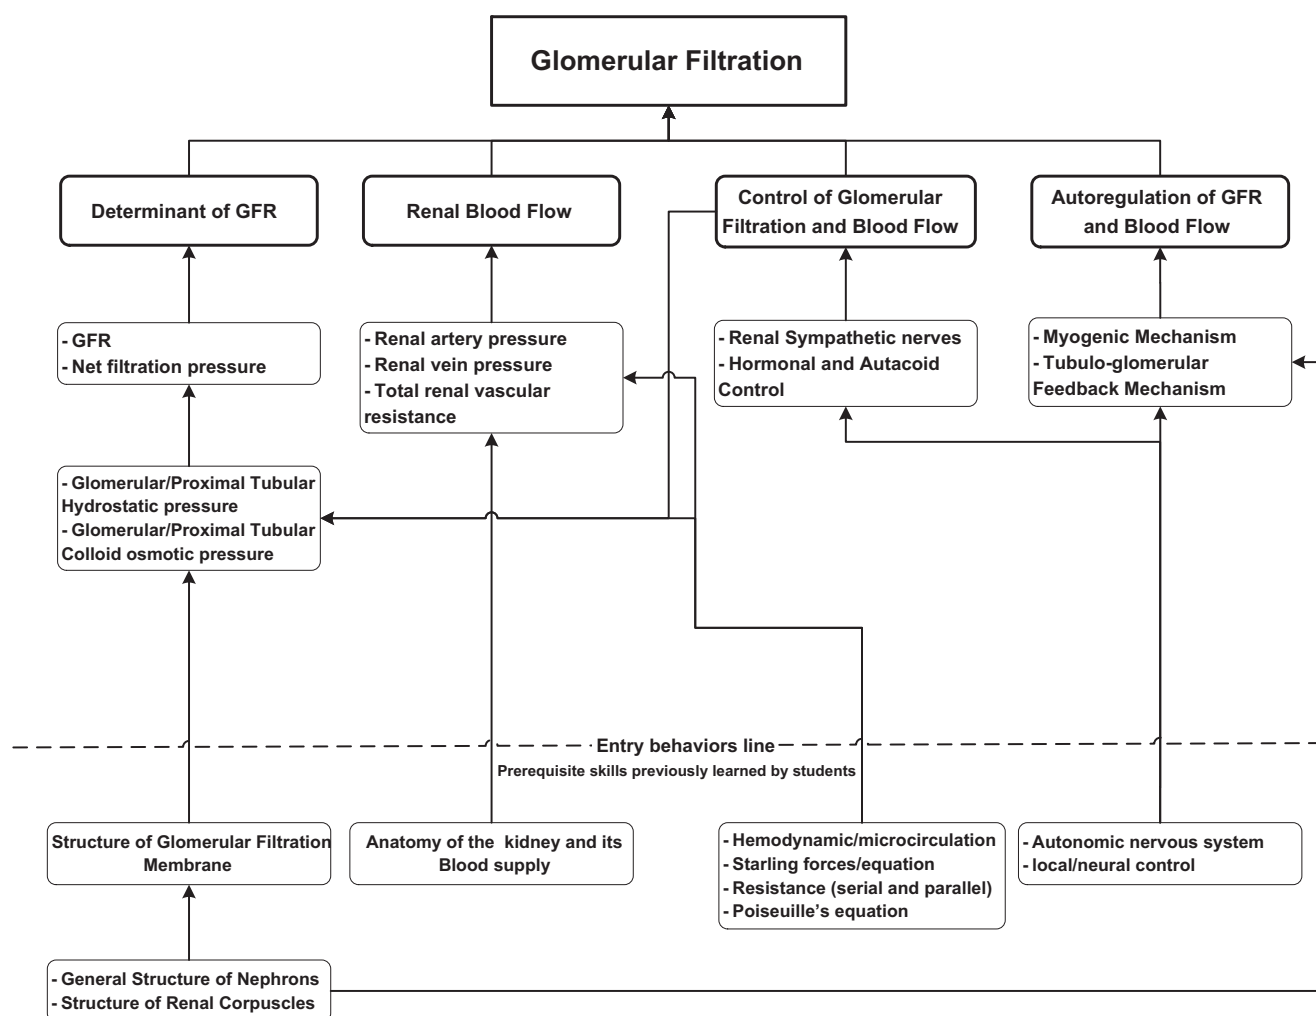 Glomerular Filtration
Determinant of GFR
Renal Blood Flow
Control of Glomerular
Filtration and Blood Flow
Autoregulation of GFR
and Blood Flow
- GFR
- Net filtration pressure
- Renal artery pressure
- Renal vein pressure
- Total renal vascular
resistance
- Renal Sympathetic nerves
- Hormonal and Autacoid
Control
- Myogenic Mechanism
- Tubulo-glomerular
Feedback Mechanism
- Glomerular/Proximal Tubular
Hydrostatic pressure
- Glomerular/Proximal Tubular
Colloid osmotic pressure
Entry behaviors line
Prerequisite skills previously learned by students
Structure of Glomerular Filtration
Membrane
Anatomy of the kidney and its
Blood supply
- Hemodynamic/microcirculation
- Starling forces/equation
- Resistance (serial and parallel)
- Poiseuille's equation
- Autonomic nervous system
- local/neural control
- General Structure of Nephrons
- Structure of Renal Corpuscles